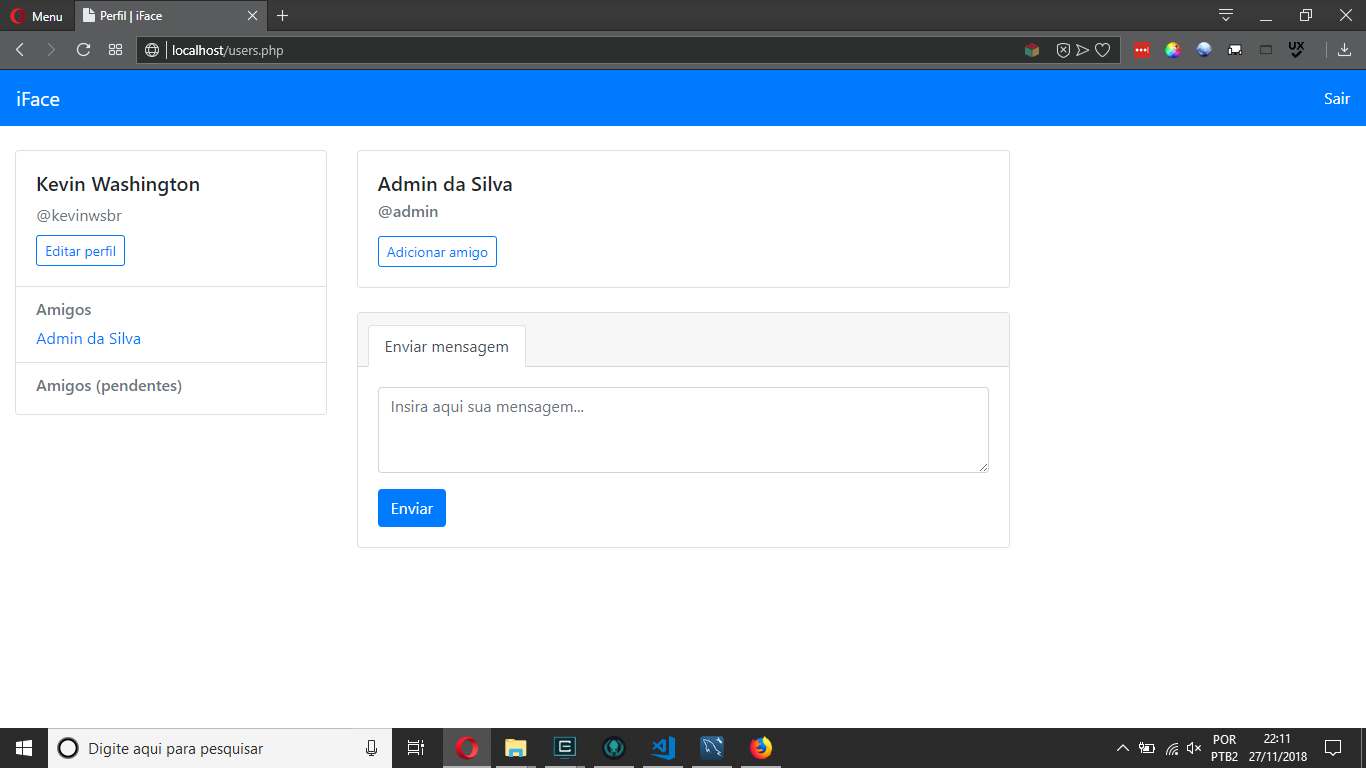 Menu
Perfil | iFace
localhost/users.php
UX
iFace
Sair
Kevin Washington
@kevinwsbr
Editar perfil
Amigos
Admin da Silva
Amigos (pendentes)
Admin da Silva
@admin
Adicionar amigo
Enviar mensagem
Insira aqui sua mensagem...
Enviar
Digite aqui para pesquisar
POR
PTB2
22:11
27/11/2018